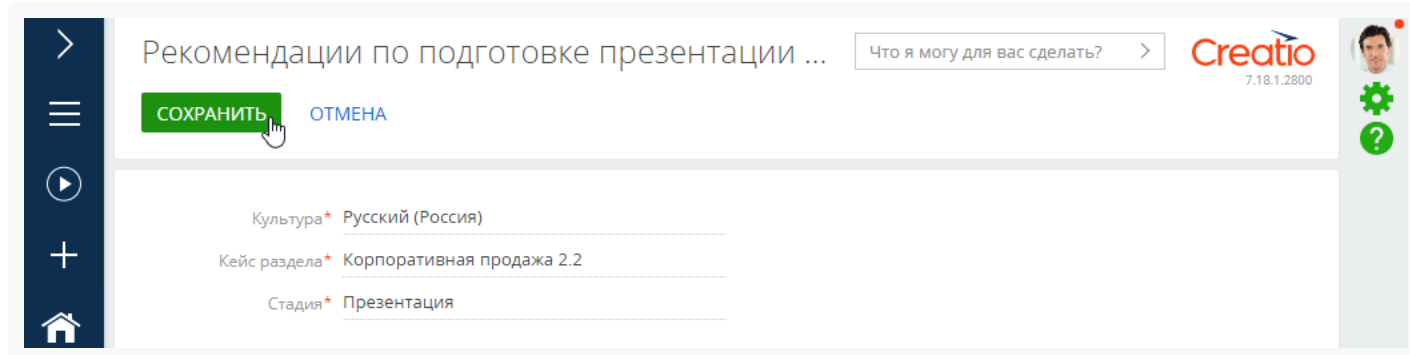 Рекомендации по подготовке презентации ...
Что я могу для вас сделать?
Creatio
7.18.1.2800
СОХРАНИТЬ
ОТМЕНА
Культура* Русский (Россия)
Кейс раздела* Корпоративная продажа 2.2
Стадия* Презентация